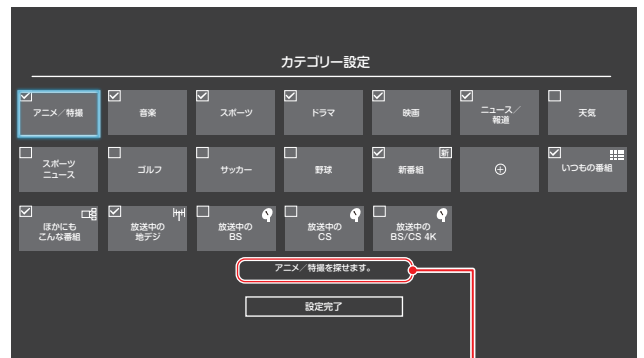 カテゴリー設定
アニメ／特撮
音楽
スポーツ
ドラマ
映画
ニュース／
報道
天気
スポーツ
ニュース
ゴルフ
サッカー
野球
新
新番組
いつもの番組
ほかにも
こんな番組
放送中の
地デジ
放送中の
BS
放送中の
CS
放送中の
BS/CS 4K
アニメ／特撮を探せます。
設定完了